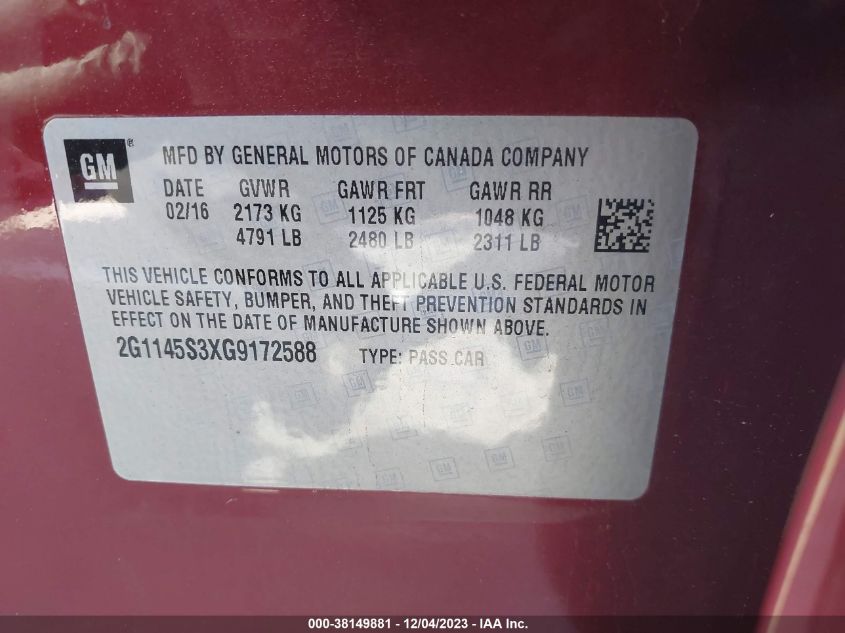 GM ®
MFD BY GENERAL MOTORS OF CANADA COMPANY
DATE GVWR GAWR FRT GAWR RR
02/16 2173 KG 1125 KG 1048 KG
4791 LB 2480 LB 2311 LB
THIS VEHICLE CONFORMS TO ALL APPLICABLE U.S. FEDERAL MOTOR
VEHICLE SAFETY, BUMPER, AND THEFT PREVENTION STANDARDS IN
EFFECT ON THE DATE OF MANUFACTURE SHOWN ABOVE.
2G1145S3XG9172588 TYPE: PASS CAR
000-38149881 - 12/04/2023 - IAA Inc.